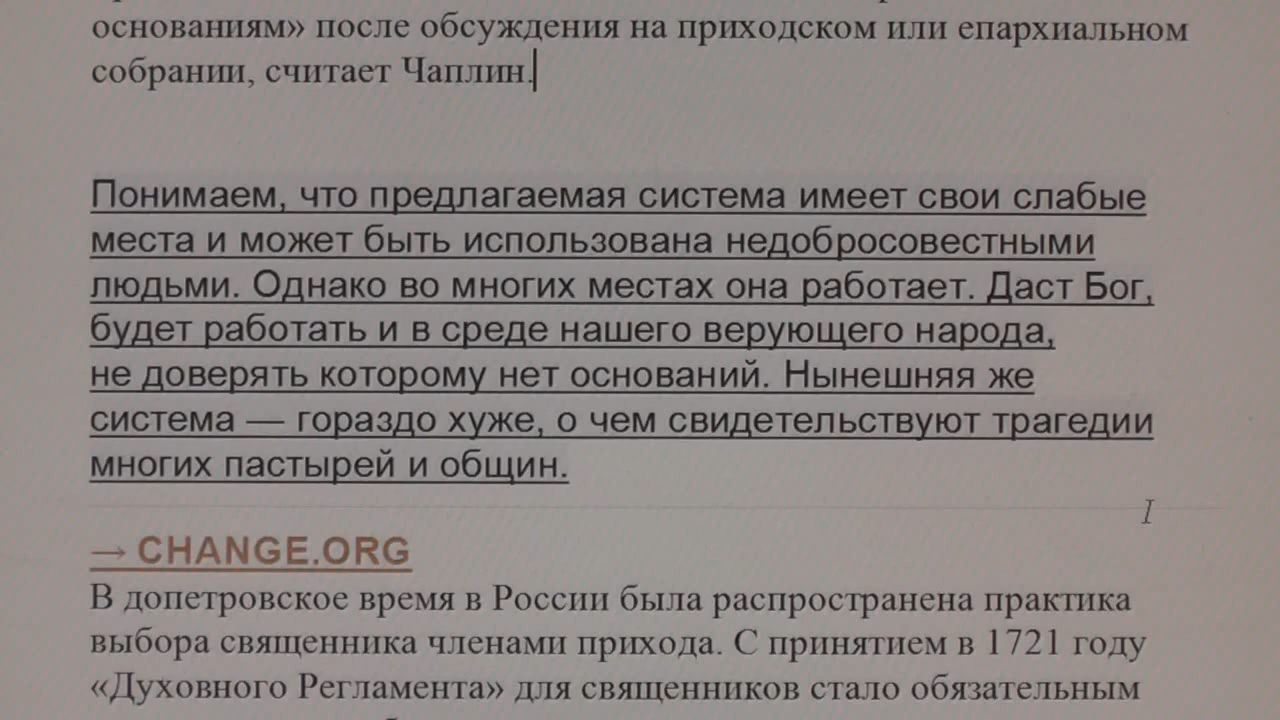 основаниям» после обсуждения на приходском или епархиальном
собрании, считает Чаплин.
Понимаем, что предлагаемая система имеет свои слабые
места и может быть использована недобросовестными
людьми. Однако во многих местах она работает. Даст Бог,
будет работать и в среде нашего верующего народа,
не доверять которому нет оснований. Нынешняя же
система — гораздо хуже, о чем свидетельствуют трагедии
многих пастырей и общин.
→ CHANGE.ORG
В допетровское время в России была распространена практика
выбора священника членами прихода. С принятием в 1721 году
«Духовного Регламента» для священников стало обязательным